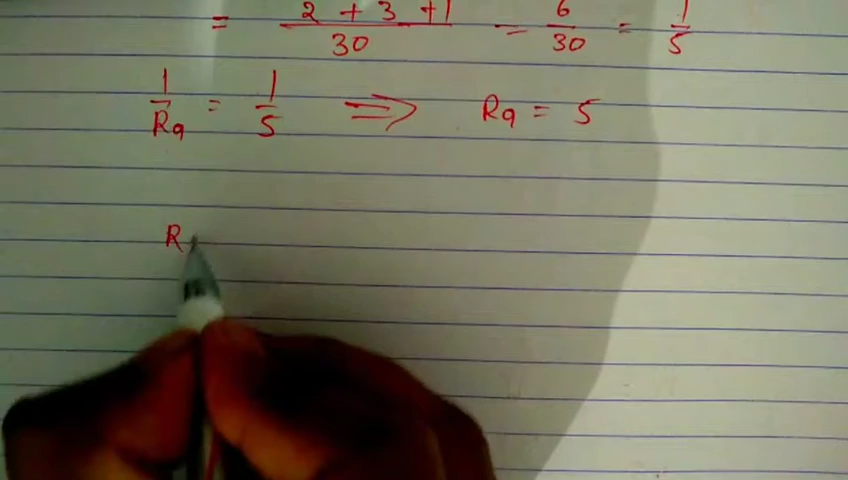 = 2 + 3 + 1 / 30 = 6 / 30 = 1 / 5
1 / Rq = 1 / 5 ⟹ Rq = 5
R